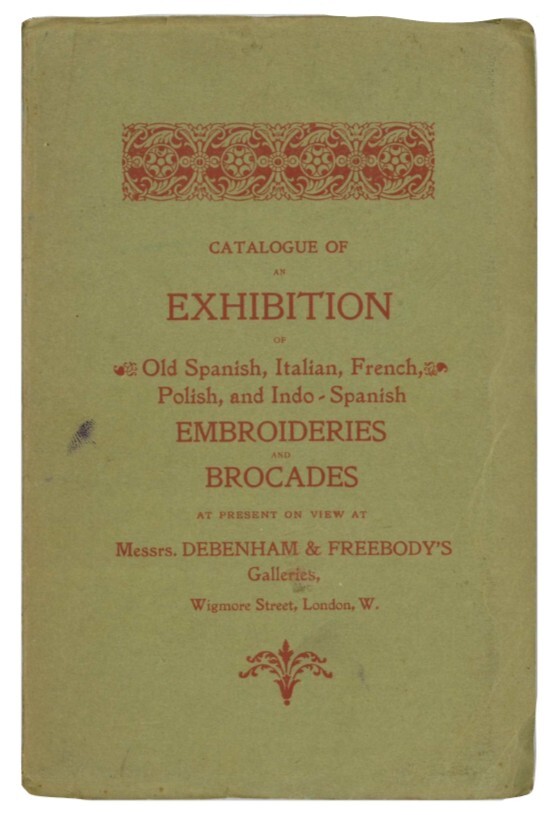 CATALOGUE OF
AN
EXHIBITION
OF
Old Spanish, Italian, French,
Polish, and Indo-Spanish
EMBROIDERIES
AND
BROCADES
AT PRESENT ON VIEW AT
Messrs. DEBENHAM & FREEBODY'S
Galleries,
Wigmore Street, London, W.